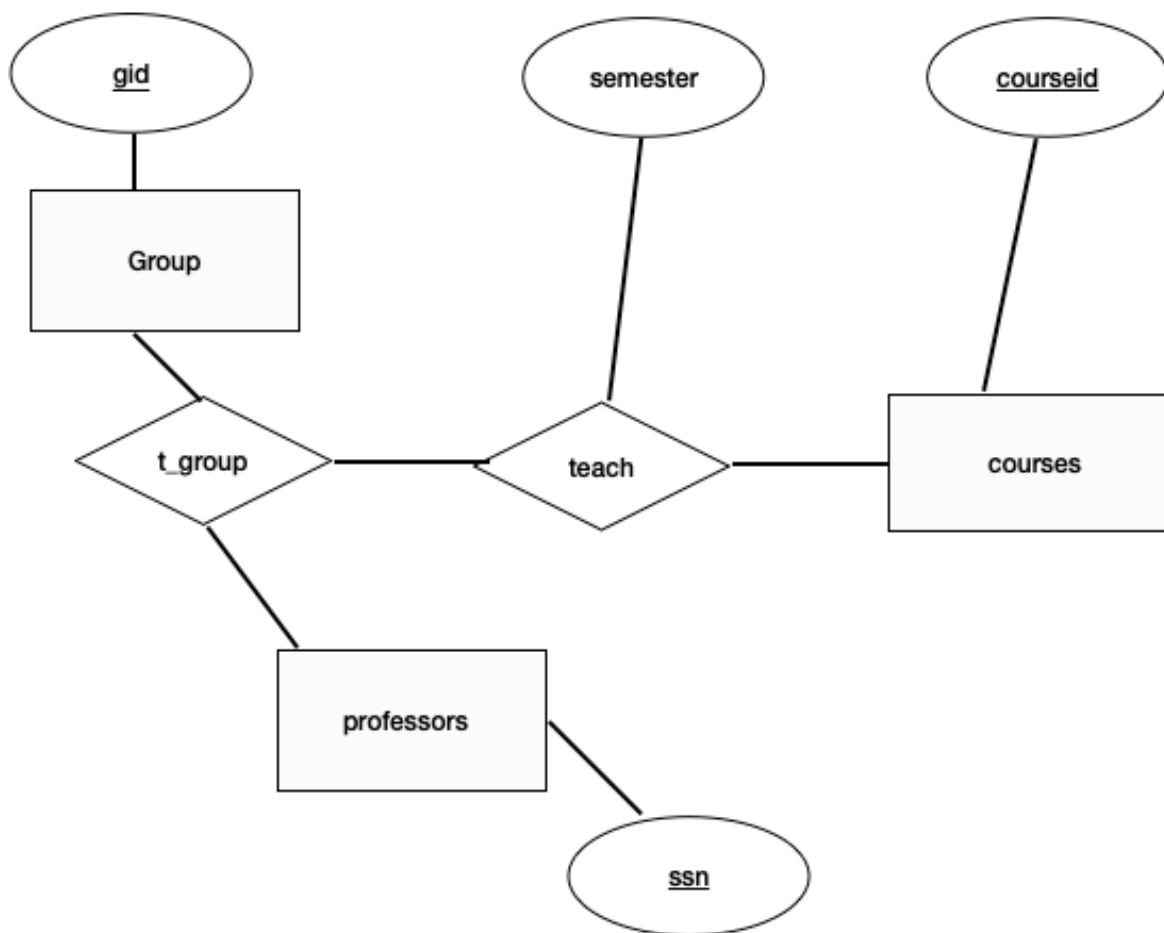 gid
semester
courseid
Group
t_group
teach
courses
professors
ssn